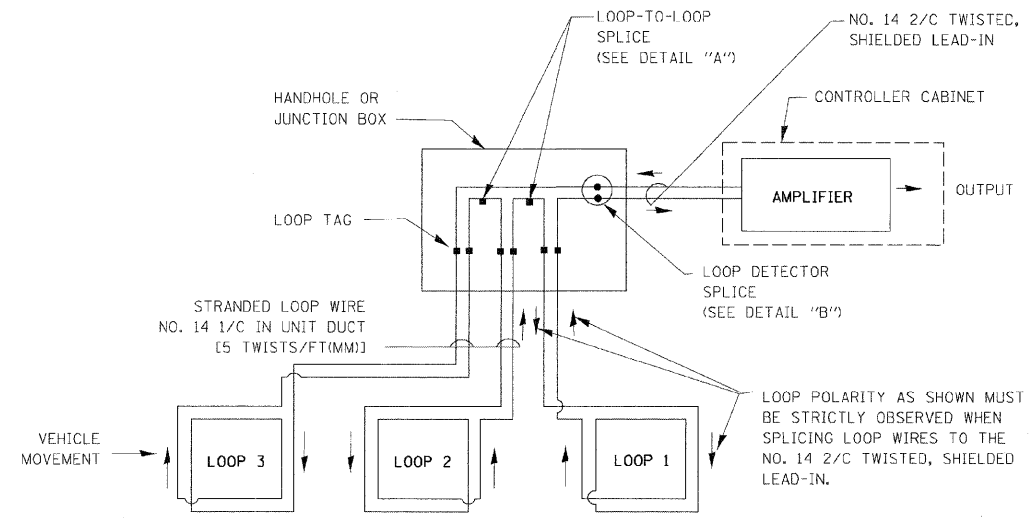 LOOP-TO-LOOP
SPLICE
(SEE DETAIL "A")
NO. 14 2/C TWISTED,
SHIELDED LEAD-IN
HANDHOLE OR
JUNCTION BOX
CONTROLLER CABINET
AMPLIFIER
OUTPUT
LOOP TAG
LOOP DETECTOR
SPLICE
(SEE DETAIL "B")
STRANDED LOOP WIRE
NO. 14 1/C IN UNIT DUCT
[5 TWISTS/FT(MM)]
LOOP POLARITY AS SHOWN MUST
BE STRICTLY OBSERVED WHEN
SPLICING LOOP WIRES TO THE
NO. 14 2/C TWISTED, SHIELDED
LEAD-IN.
VEHICLE
MOVEMENT
LOOP 3
LOOP 2
LOOP 1